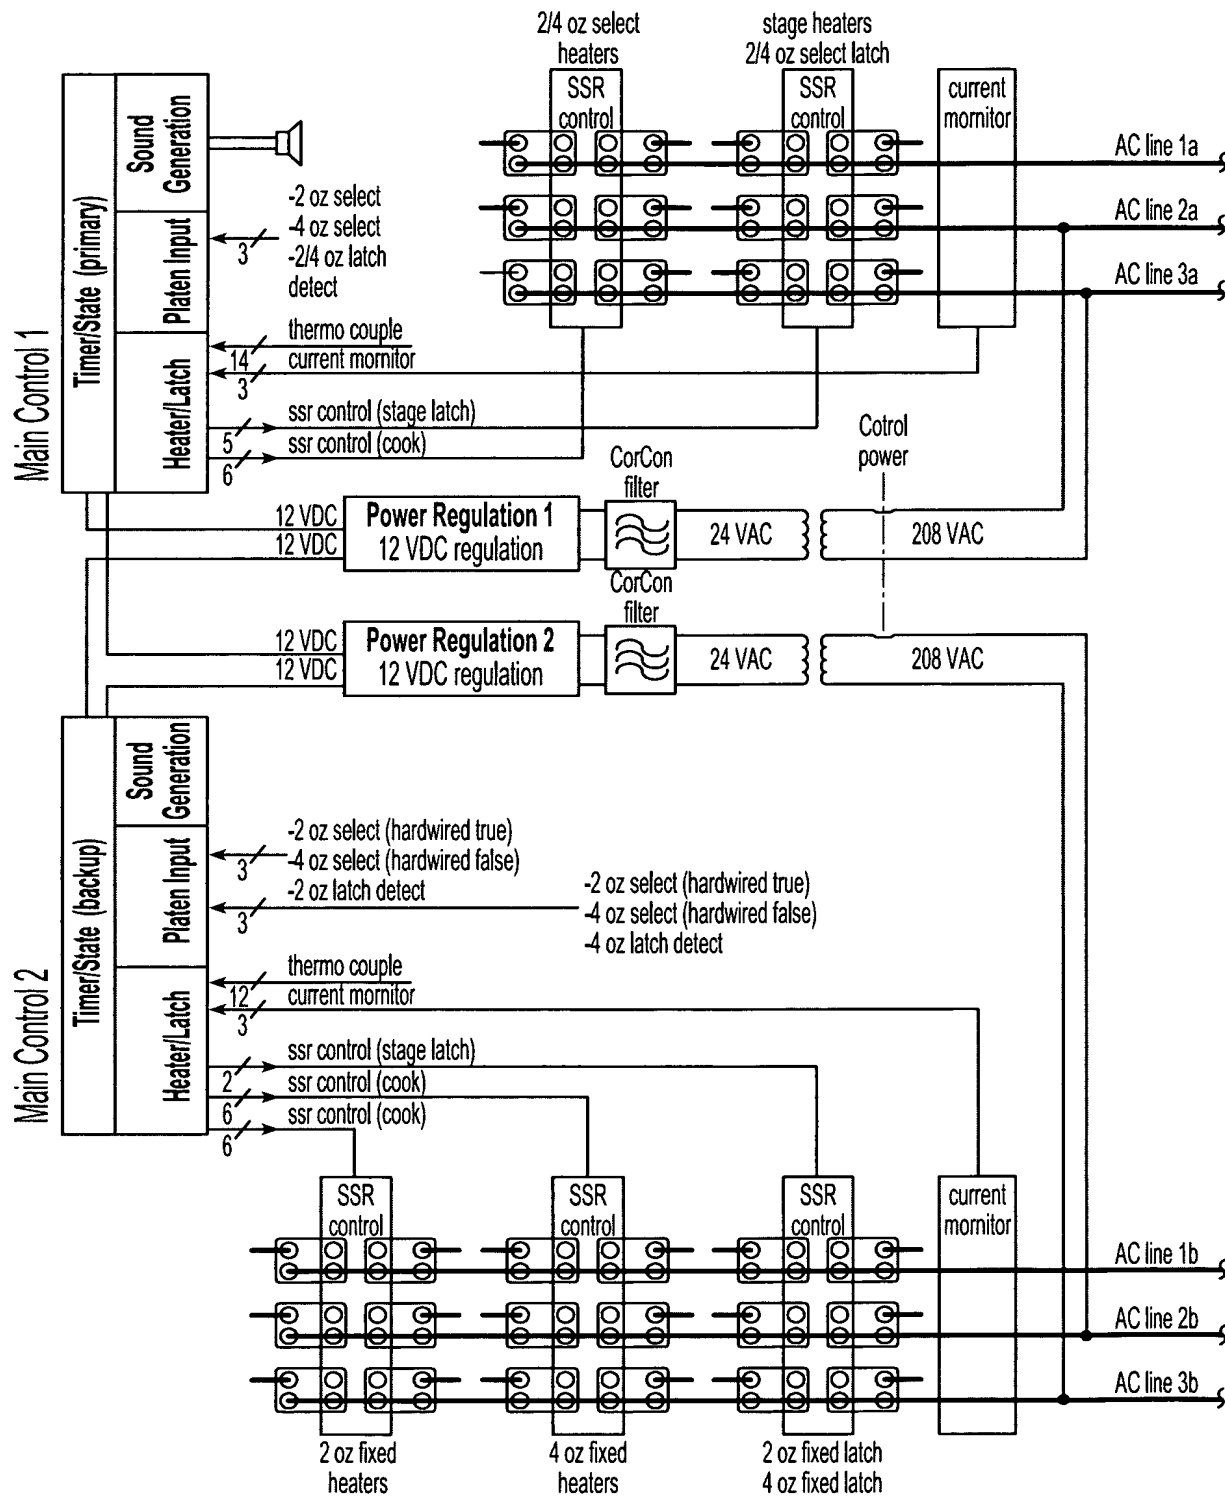 2/4 oz select
heaters
stage heaters
2/4 oz select latch
SSR
control
SSR
control
current
mornitor
AC line 1a
AC line 2a
AC line 3a
Main Control 1
Timer/State (primary)
Sound
Generation
Platen Input
Heater/Latch
-2 oz select
-4 oz select
-2/4 oz latch
detect
3
thermo couple
14
current mornitor
3
ssr control (stage latch)
5
ssr control (cook)
6
Cotrol
power
CorCon
filter
12 VDC
12 VDC
Power Regulation 1
12 VDC regulation
24 VAC
208 VAC
CorCon
filter
12 VDC
12 VDC
Power Regulation 2
12 VDC regulation
24 VAC
208 VAC
Main Control 2
Timer/State (backup)
Sound
Generation
Platen Input
Heater/Latch
-2 oz select (hardwired true)
3
-4 oz select (hardwired false)
-2 oz latch detect
3
-2 oz select (hardwired true)
-4 oz select (hardwired false)
-4 oz latch detect
thermo couple
12
current mornitor
3
ssr control (stage latch)
2
ssr control (cook)
6
ssr control (cook)
6
SSR
control
SSR
control
SSR
control
current
mornitor
AC line 1b
AC line 2b
AC line 3b
2 oz fixed
heaters
4 oz fixed
heaters
2 oz fixed latch
4 oz fixed latch